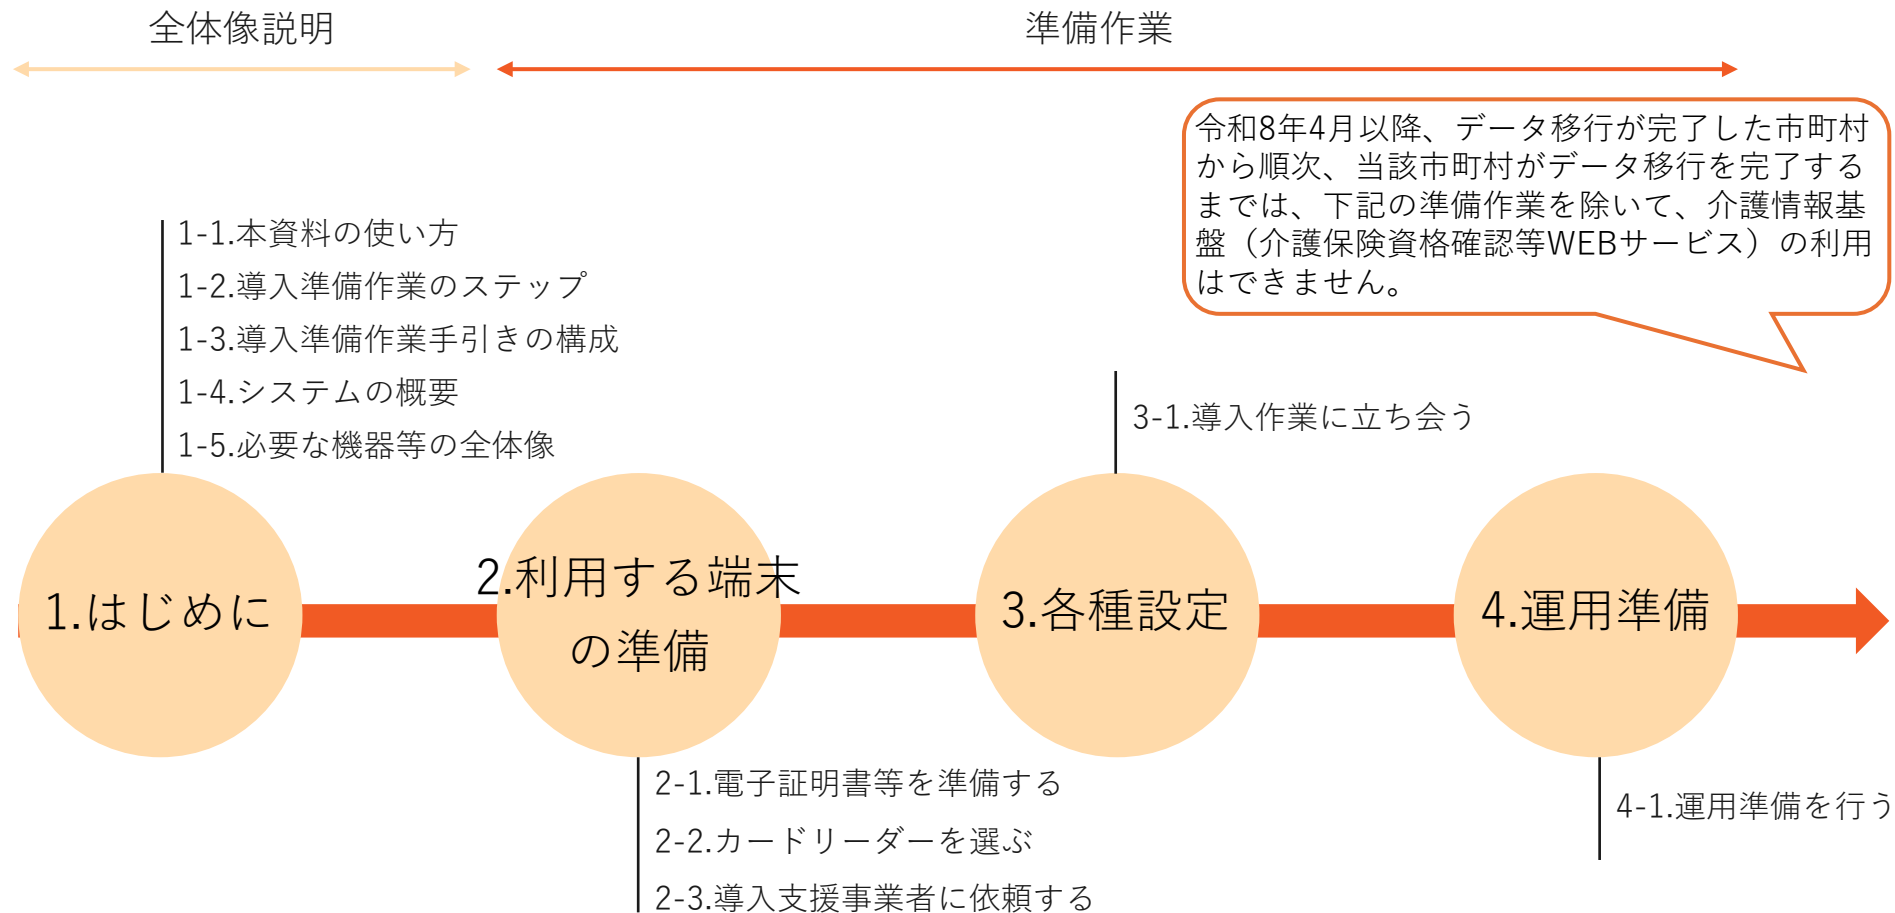 全体像説明
準備作業
令和8年4月以降、データ移行が完了した市町村
から順次、当該市町村がデータ移行を完了する
までは、下記の準備作業を除いて、介護情報基
盤（介護保険資格確認等WEBサービス）の利用
はできません。
1-1.本資料の使い方
1-2.導入準備作業のステップ
1-3.導入準備作業手引きの構成
1-4.システムの概要
1-5.必要な機器等の全体像
3-1.導入作業に立ち会う
1.はじめに
2.利用する端末
の準備
3.各種設定
4.運用準備
2-1.電子証明書等を準備する
2-2.カードリーダーを選ぶ
2-3.導入支援事業者に依頼する
4-1.運用準備を行う